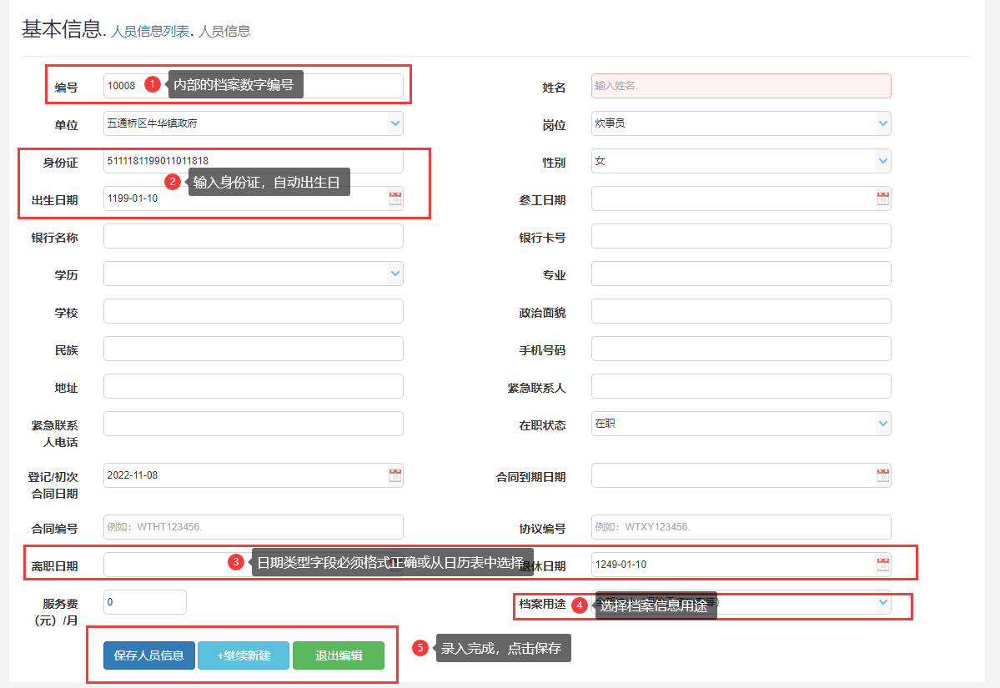 基本信息. 人员信息列表. 人员信息
编号 10008 1 内部的档案数字编号 姓名 输入姓名.
单位 五通桥区牛华镇政府 岗位 炊事员
身份证 5111181199011011818 性别 女
2 输入身份证，自动出生日
出生日期 1199-01-10 参工日期
银行名称 银行卡号
学历 专业
学校 政治面貌
民族 手机号码
地址 紧急联系人
紧急联系
人电话
在职状态 在职
登记/初次
合同日期
2022-11-08 合同到期日期
合同编号 例如：WTHT123456. 协议编号 例如：WTXY123456.
离职日期 3 日期类型字段必须格式正确或从日历表中选择 退休日期 1249-01-10
服务费
（元）/月
0 档案用途 4 选择档案信息用途
保存人员信息 +继续新建 退出编辑 5 录入完成，点击保存